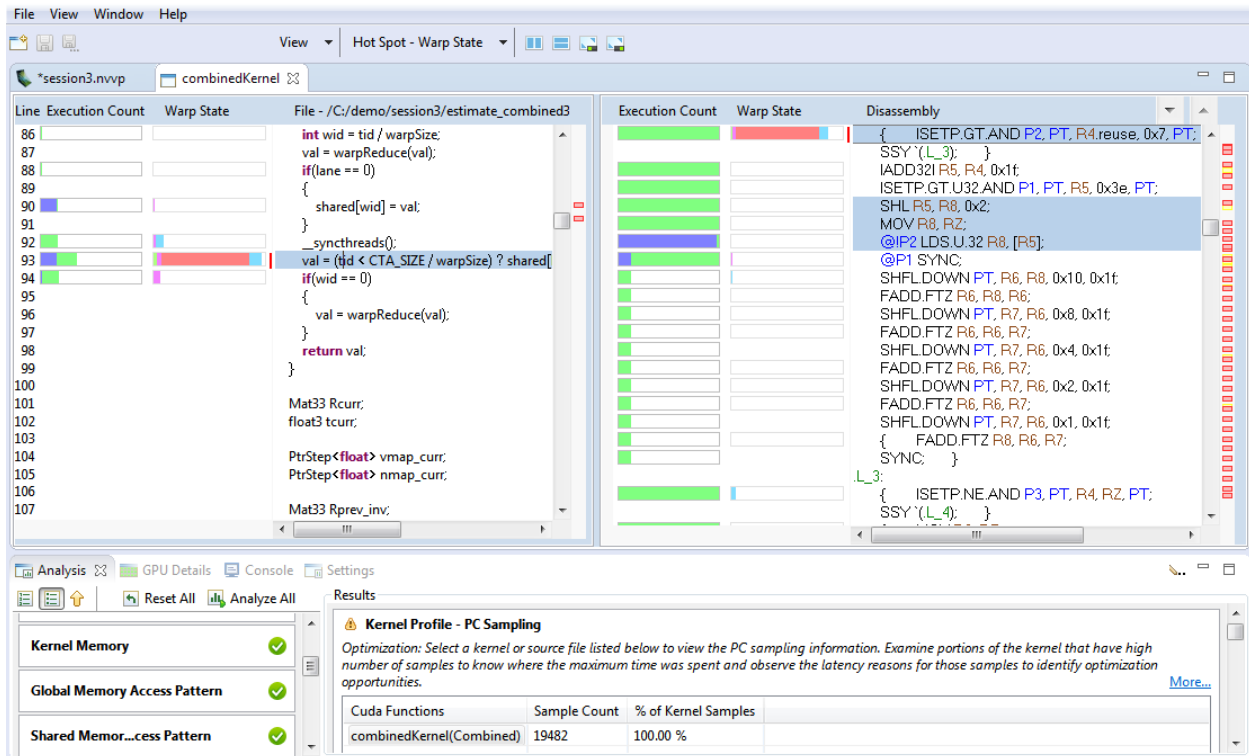 File View Window Help
View Hot Spot - Warp State
*session3.nvvp combinedKernel
Line Execution Count Warp State File - /C:/demo/session3/estimate_combined3
86 int wid = tid / warpSize;
87 val = warpReduce(val);
88 if(lane == 0)
89 {
90 shared[wid] = val;
91 }
92 __syncthreads();
93 val = (tid < CTA_SIZE / warpSize) ? shared[
94 if(wid == 0)
95 {
96 val = warpReduce(val);
97 }
98 return val;
99 }
100
101 Mat33 Rcurr;
102 float3 tcurr;
103
104 PtrStep<float> vmap_curr;
105 PtrStep<float> nmap_curr;
106
107 Mat33 Rprev_inv;
Execution Count Warp State Disassembly
{ ISETP.GT.AND P2, PT, R4.reuse, 0x7, PT;
SSY `(.L_3); }
IADD32I R5, R4, 0x1f;
ISETP.GT.U32.AND P1, PT, R5, 0x3e, PT;
SHL R5, R8, 0x2;
MOV R8, RZ;
@!P2 LDS.U.32 R8, [R5];
@P1 SYNC;
SHFL.DOWN PT, R6, R8, 0x10, 0x1f;
FADD.FTZ R6, R8, R6;
SHFL.DOWN PT, R7, R6, 0x8, 0x1f;
FADD.FTZ R6, R6, R7;
SHFL.DOWN PT, R7, R6, 0x4, 0x1f;
FADD.FTZ R6, R6, R7;
SHFL.DOWN PT, R7, R6, 0x2, 0x1f;
FADD.FTZ R6, R6, R7;
SHFL.DOWN PT, R7, R6, 0x1, 0x1f;
{ FADD.FTZ R8, R6, R7;
SYNC; }
.L_3:
{ ISETP.NE.AND P3, PT, R4, RZ, PT;
SSY `(.L_4); }
Analysis GPU Details Console Settings
Reset All Analyze All
Kernel Memory
Global Memory Access Pattern
Shared Memor...cess Pattern
Results
Kernel Profile - PC Sampling
Optimization: Select a kernel or source file listed below to view the PC sampling information. Examine portions of the kernel that have high
number of samples to know where the maximum time was spent and observe the latency reasons for those samples to identify optimization
opportunities. More...
Cuda Functions Sample Count % of Kernel Samples
combinedKernel(Combined) 19482 100.00 %